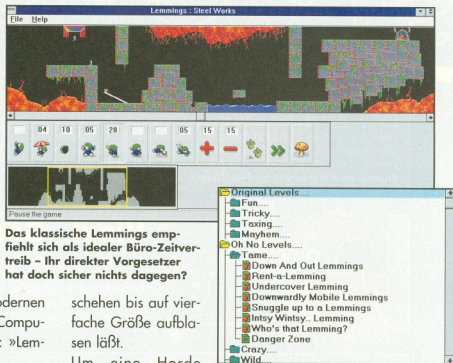 Lemmings : Steel Works
File Help
04 10 05 28 05 15 15
Pause the game
Das klassische Lemmings emp-
fiehlt sich als idealer Büro-Zeitver-
treib – Ihr direkter Vorgesetzer
hat doch sicher nichts dagegen?
odernen
Compu-
: »Lem-
schehen bis auf vier-
fache Größe aufbla-
sen läßt.
Um eine Horde
Original Levels....
Fun....
Tricky....
Taxing....
Mayhem....
Oh No Levels....
Tame....
Down And Out Lemmings
Rent-a-Lemming
Undercover Lemming
Downwardly Mobile Lemmings
Snuggle up to a Lemmings
Intsy Wintsy.. Lemming
Who's that Lemming?
Danger Zone
Crazy....
Wild....